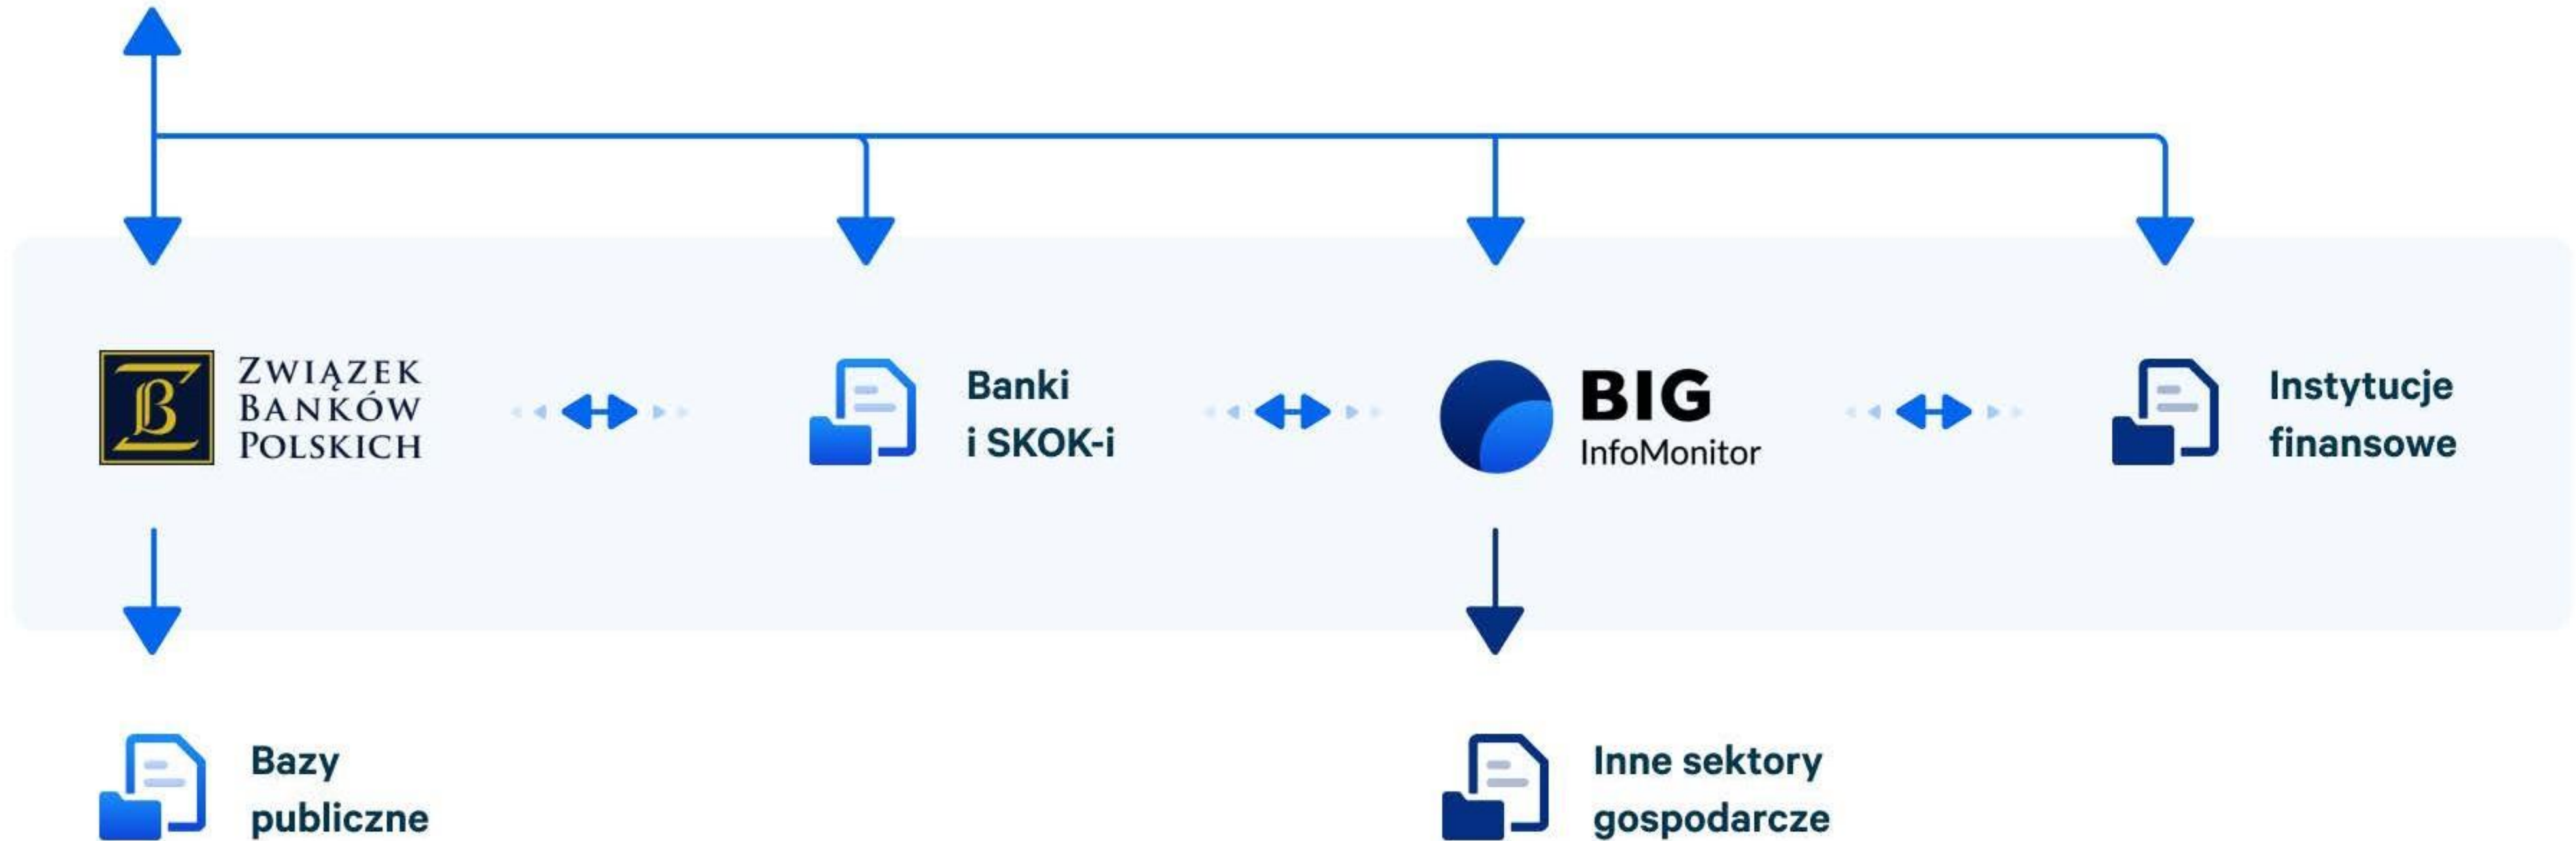 ZWIĄZEK
BANKÓW
POLSKICH
Banki
i SKOK-i
BIG
InfoMonitor
Instytucje
finansowe
Bazy
publiczne
Inne sektory
gospodarcze